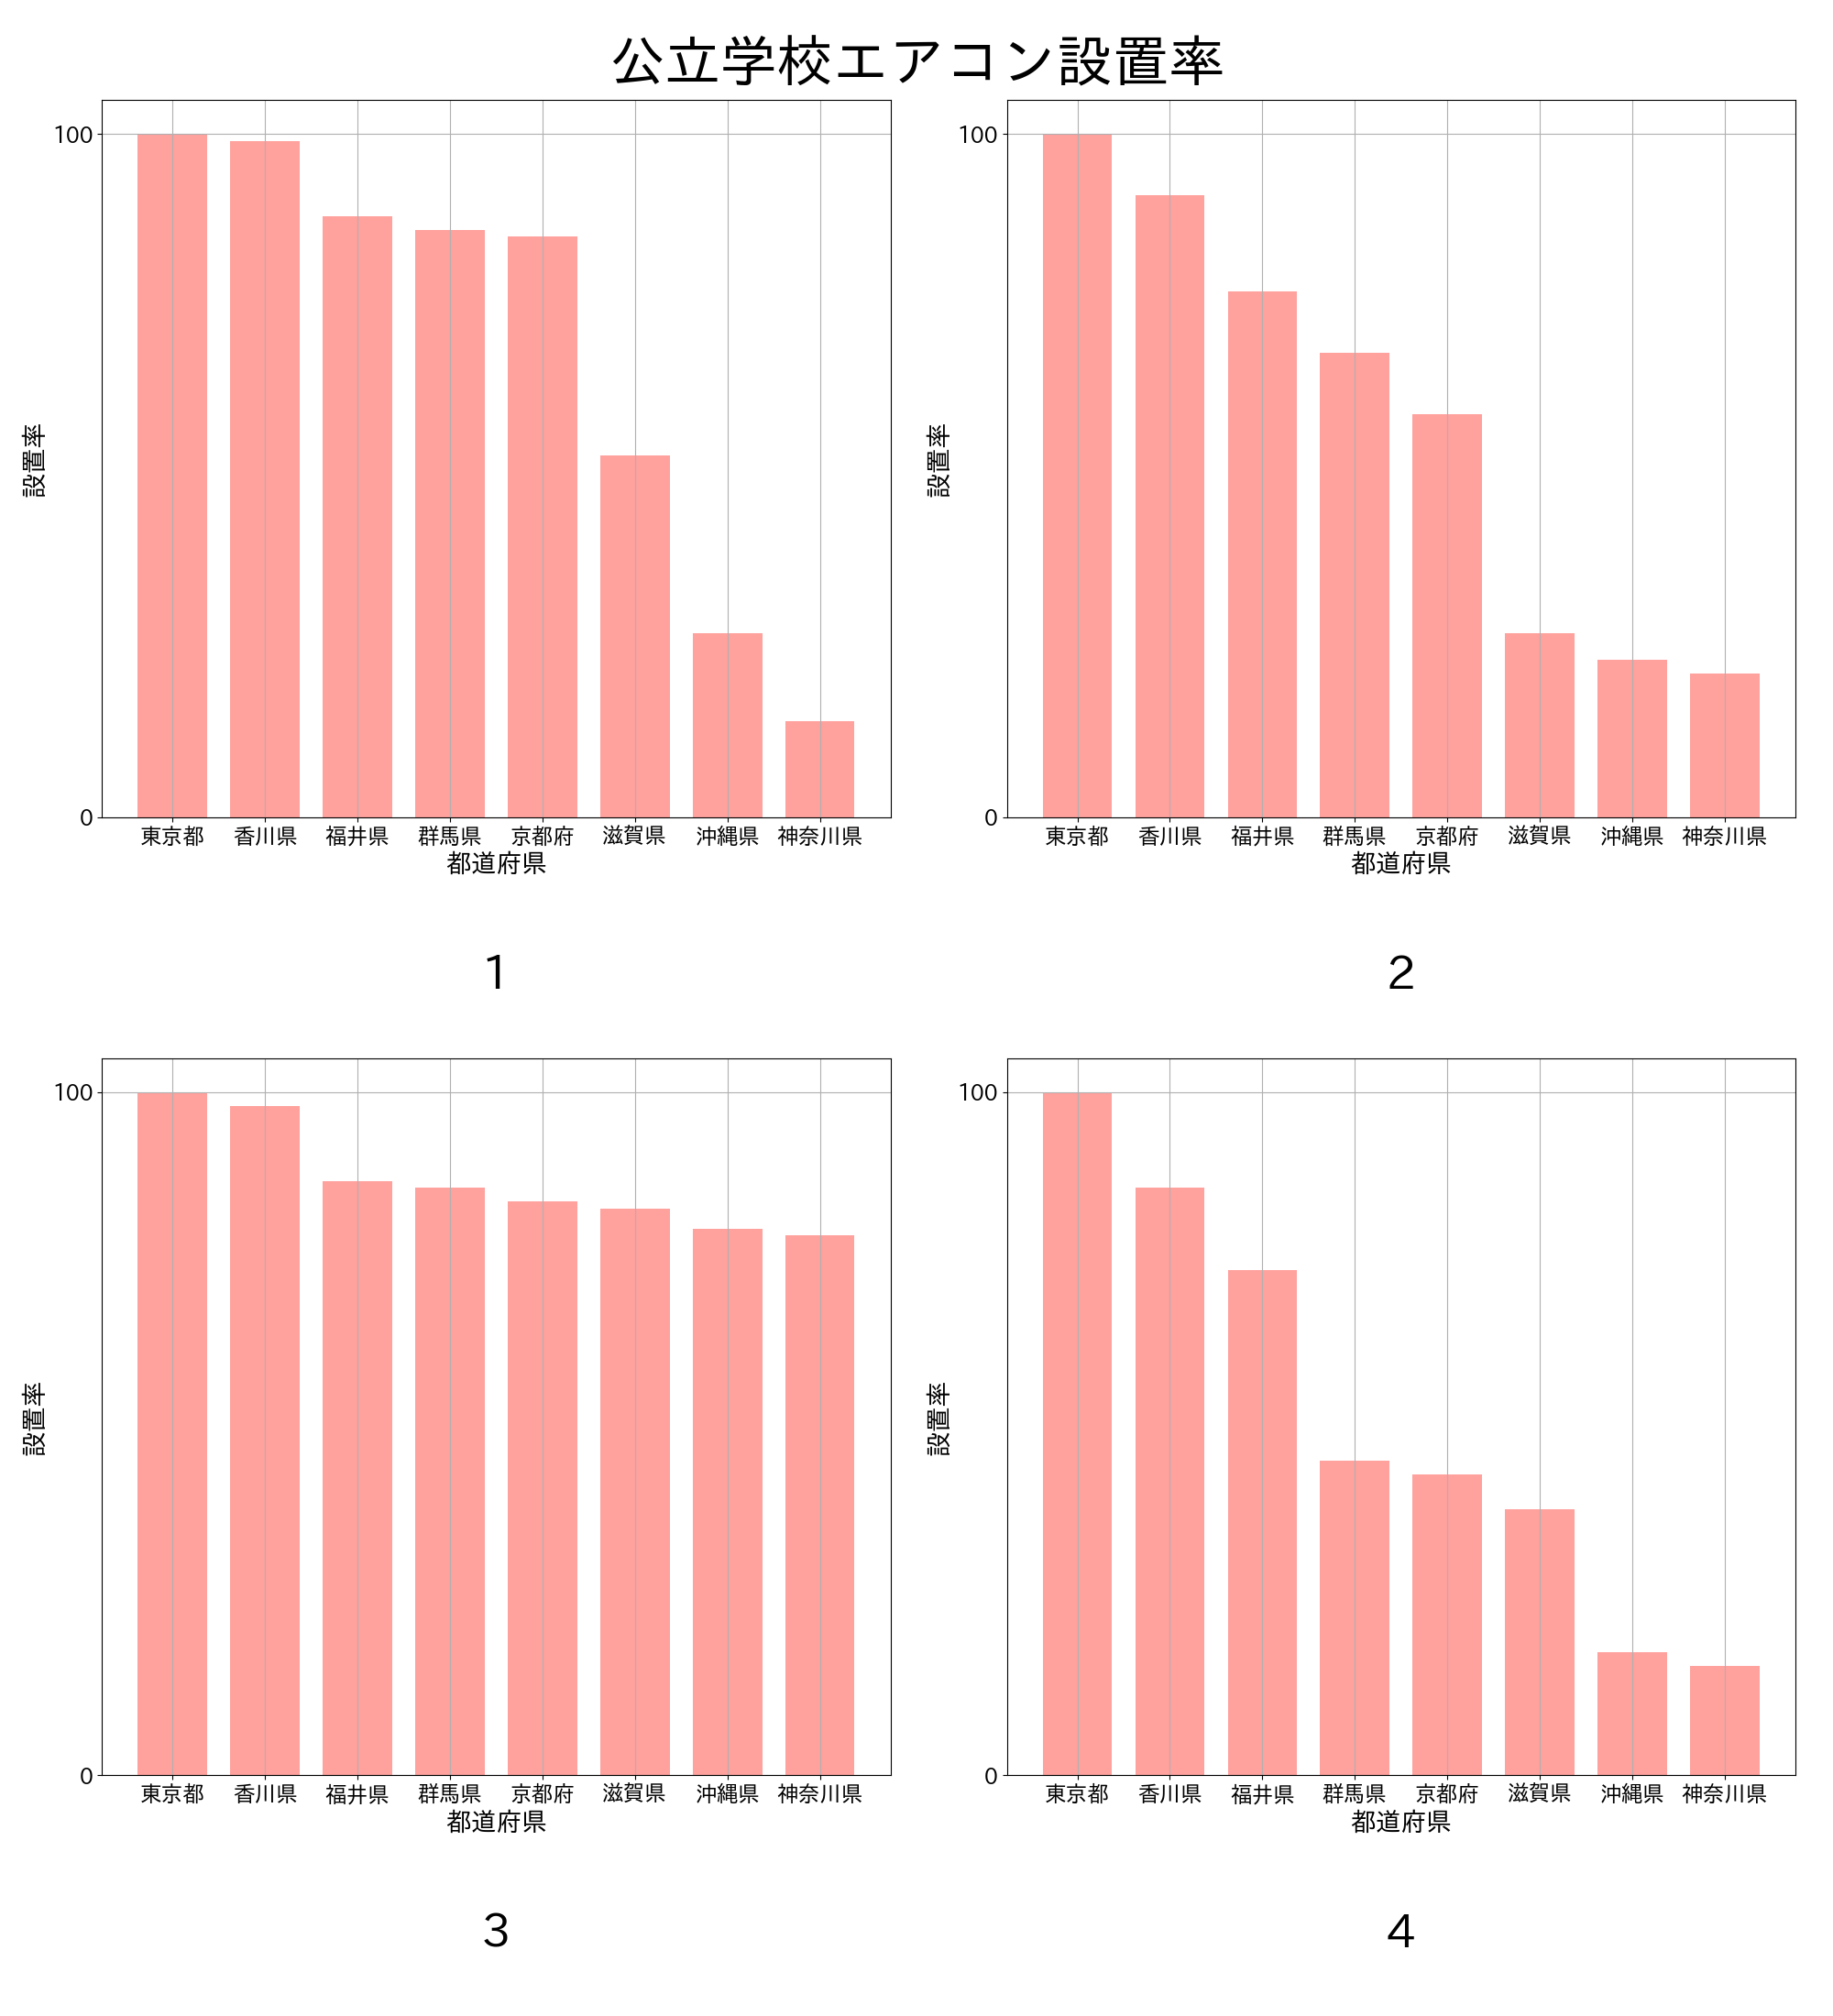 公立学校エアコン設置率
100
0
設置率
東京都 香川県 福井県 群馬県 京都府 滋賀県 沖縄県 神奈川県
都道府県
1
100
0
設置率
東京都 香川県 福井県 群馬県 京都府 滋賀県 沖縄県 神奈川県
都道府県
2
100
0
設置率
東京都 香川県 福井県 群馬県 京都府 滋賀県 沖縄県 神奈川県
都道府県
3
100
0
設置率
東京都 香川県 福井県 群馬県 京都府 滋賀県 沖縄県 神奈川県
都道府県
4